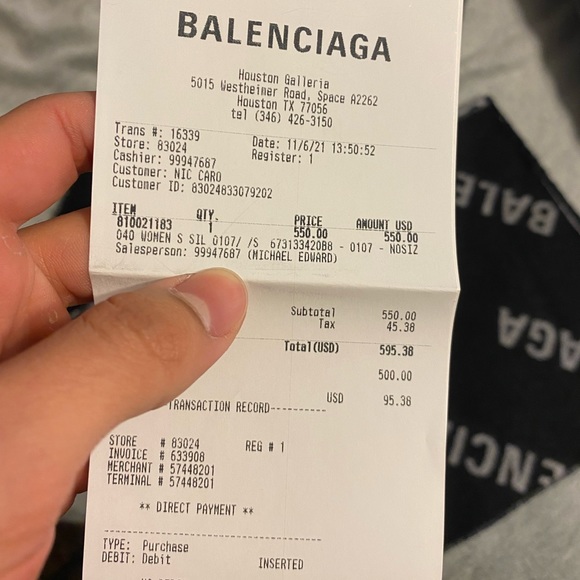 BALENCIAGA
Houston Galleria
5015 Westheimer Road, Space A2262
Houston TX 77056
tel (346) 426-3150
Trans #: 16339 Date: 11/6/21 13:50:52
Store: 83024 Register: 1
Cashier: 99947687
Customer: NIC CARO
Customer ID: 83024833079202
ITEM QTY. PRICE AMOUNT USD
810021183 1 550.00 550.00
040 WOMEN S SIL 0107/ /S 673133420B8 - 0107 - NOSIZ
Salesperson: 99947687 (MICHAEL EDWARD)
Subtotal 550.00
Tax 45.38
Total(USD) 595.38
500.00
USD 95.38
TRANSACTION RECORD----------
STORE # 83024 REG # 1
INVOICE # 633908
MERCHANT # 57448201
TERMINAL # 57448201
** DIRECT PAYMENT **
------------------------
TYPE: Purchase
DEBIT: Debit INSERTED
BALE
AGA
ENCIA